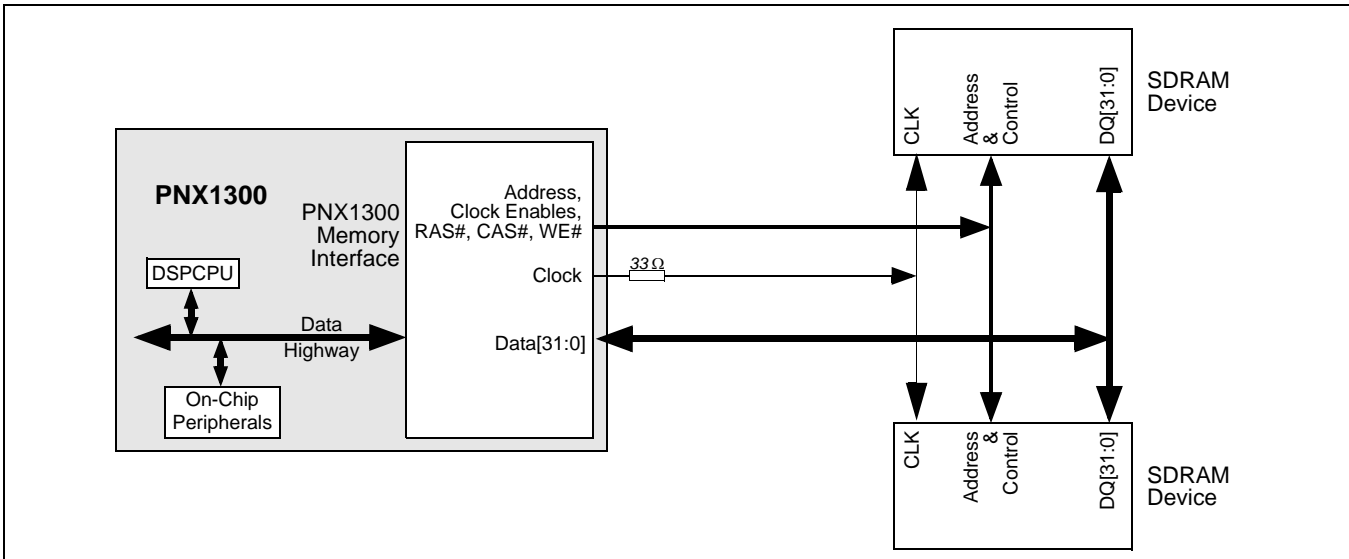 CLK
Address
& 
Control
DQ[31:0]
SDRAM
Device
PNX1300
PNX1300
Memory
Interface
Address,
Clock Enables,
RAS#, CAS#, WE#
Clock
33 Ω
Data[31:0]
DSPCPU
Data
Highway
On-Chip
Peripherals
CLK
Address
&
Control
DQ[31:0]
SDRAM
Device